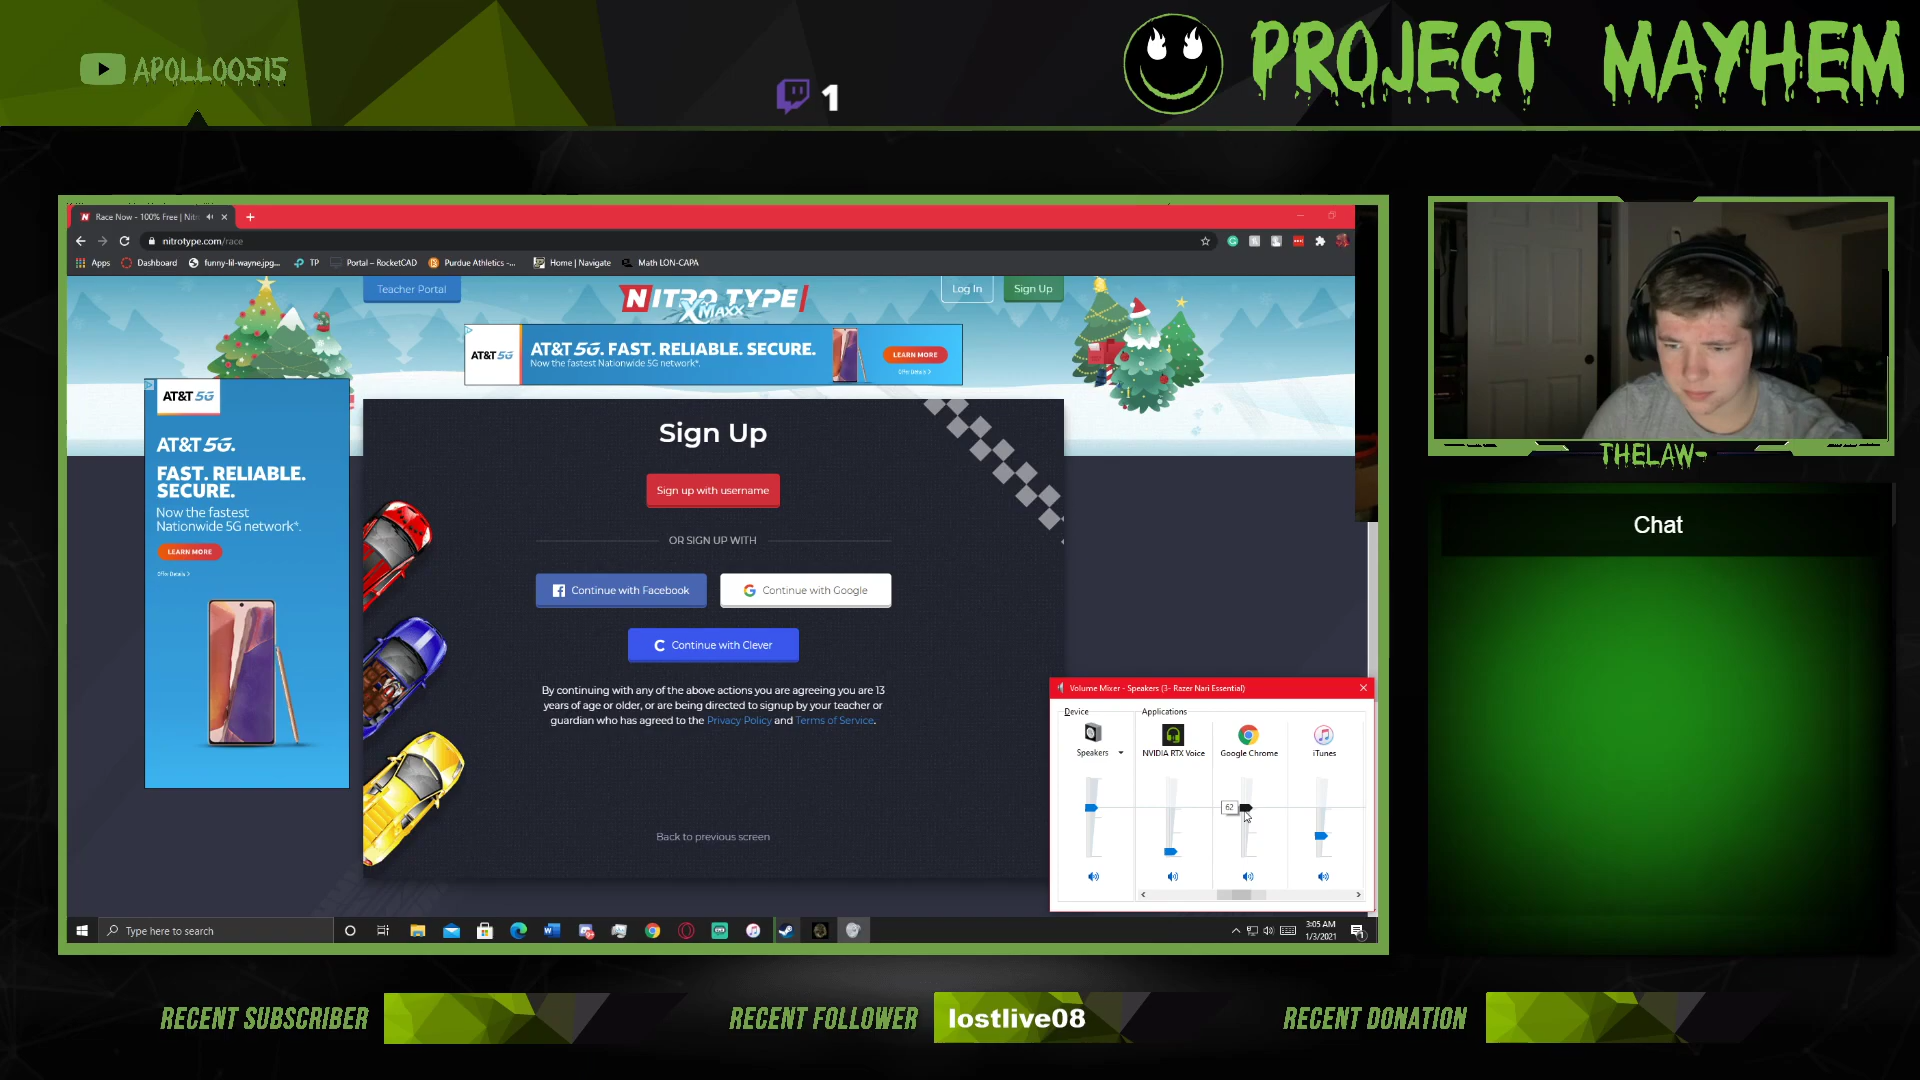 APOLLO0515
1
PROJECT MAYHEM
Race Now - 100% Free | Nitr
nitrotype.com/race
Apps
Dashboard
funny-lil-wayne.jpg...
TP
Portal – RocketCAD
Purdue Athletics -...
Home | Navigate
Math LON-CAPA
Teacher Portal
NITRO TYPE
XMAXX
Log In
Sign Up
AT&T 5G
AT&T 5G. FAST. RELIABLE. SECURE.
Now the fastest Nationwide 5G network*.
LEARN MORE
Offer Details >
AT&T 5G
AT&T 5G.
FAST. RELIABLE.
SECURE.
Now the fastest
Nationwide 5G network*.
LEARN MORE
Offer Details >
Sign Up
Sign up with username
OR SIGN UP WITH
Continue with Facebook
Continue with Google
Continue with Clever
By continuing with any of the above actions you are agreeing you are 13
years of age or older, or are being directed to signup by your teacher or
guardian who has agreed to the Privacy Policy and Terms of Service.
Back to previous screen
Volume Mixer - Speakers (3- Razer Nari Essential)
Device
Applications
Speakers
NVIDIA RTX Voice
Google Chrome
iTunes
62
Type here to search
3:05 AM
1/3/2021
1
THELAW-
Chat
RECENT SUBSCRIBER
RECENT FOLLOWER
lostlive08
RECENT DONATION